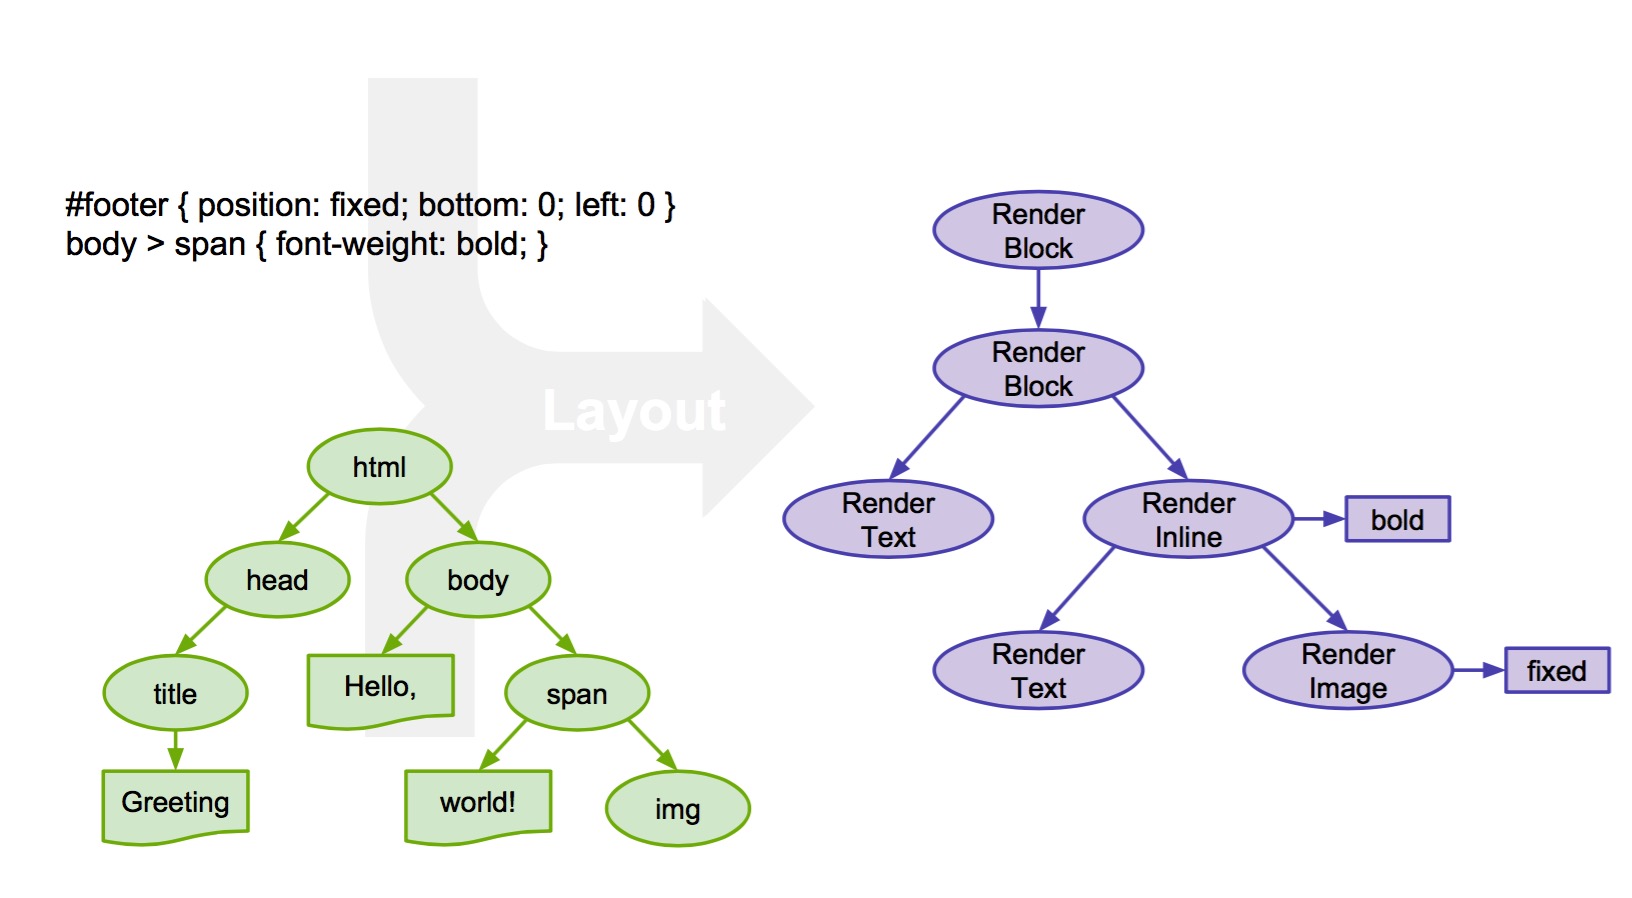 #footer { position: fixed; bottom: 0; left: 0 }
body > span { font-weight: bold; }
Layout
html
head
body
title
Hello,
span
Greeting
world!
img
Render
Block
Render
Block
Render
Text
Render
Inline
bold
Render
Text
Render
Image
fixed